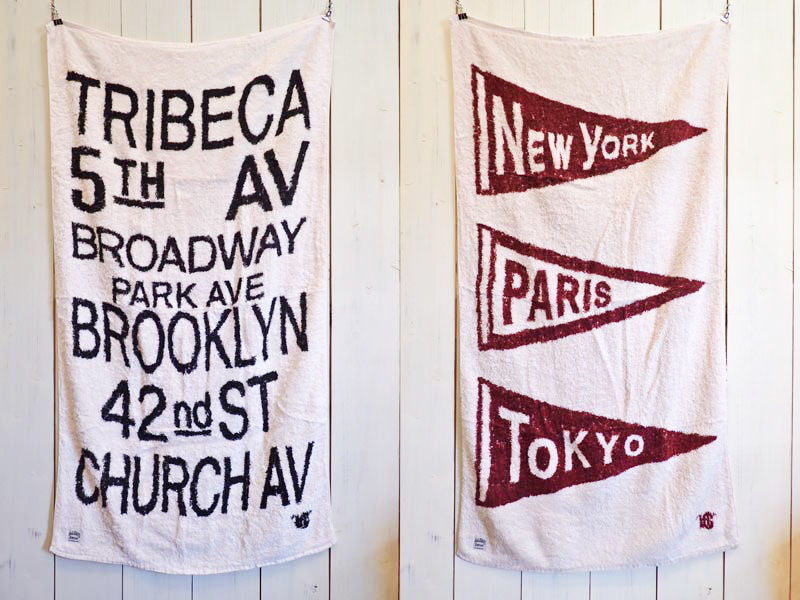 TRIBECA
5TH AV
BROADWAY
PARK AVE
BROOKLYN
42nd ST
CHURCH AV
NEW YORK
PARIS
TOKYO